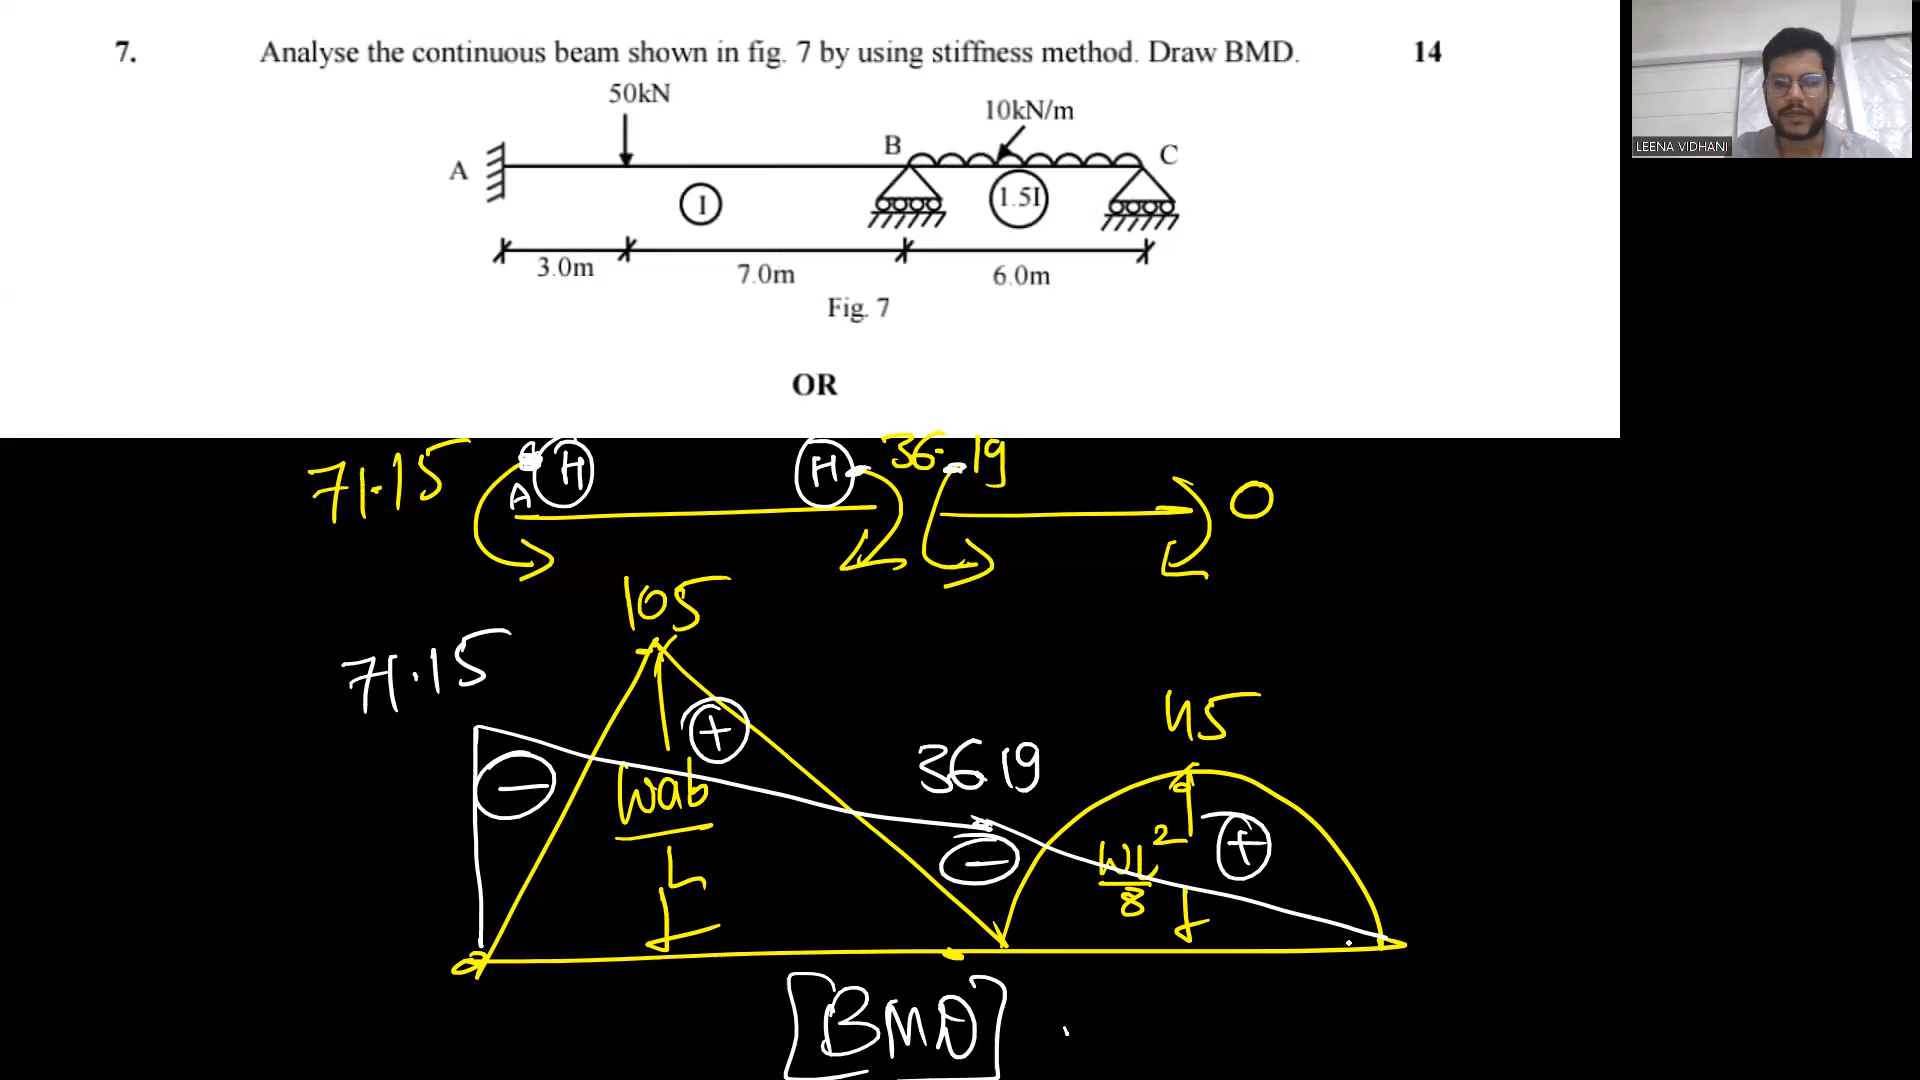 7. Analyse the continuous beam shown in fig. 7 by using stiffness method. Draw BMD. 14
50kN
10kN/m
A
B
C
I
1.5I
3.0m
7.0m
6.0m
Fig. 7
OR
LEENA VIDHANI
71.15
A
H
H
36.19
0
105
71.15
+
-
wab
L
3619
-
45
WL²
8
+
[BMD]